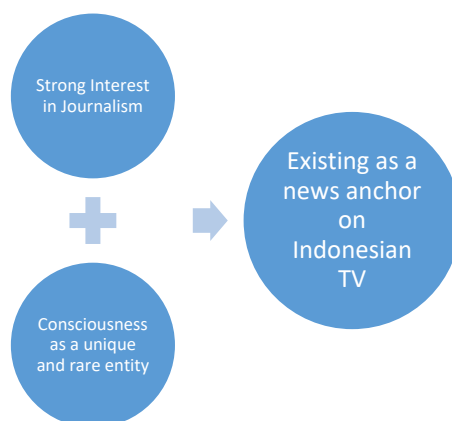 Strong Interest
in Journalism
Existing as a
news anchor
on
Indonesian
TV
Consciousness
as a unique
and rare entity